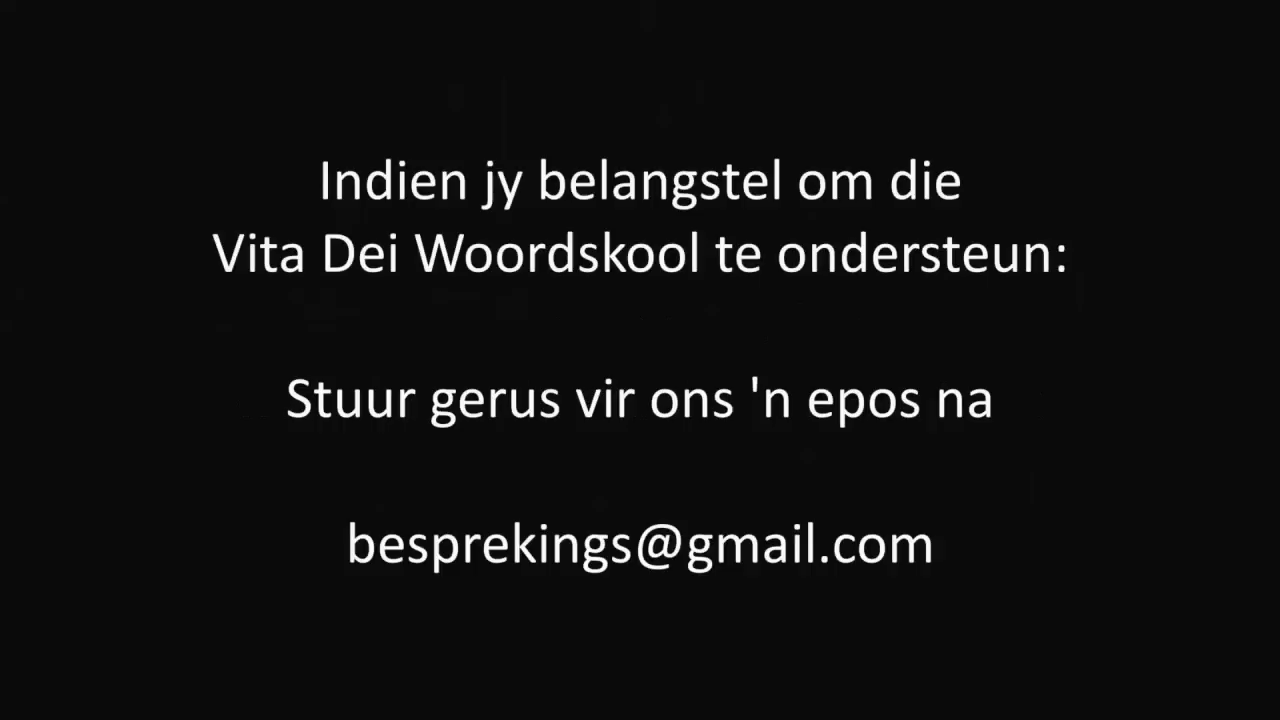 Indien jy belangstel om die
Vita Dei Woordskool te ondersteun:
Stuur gerus vir ons 'n epos na
besprekings@gmail.com